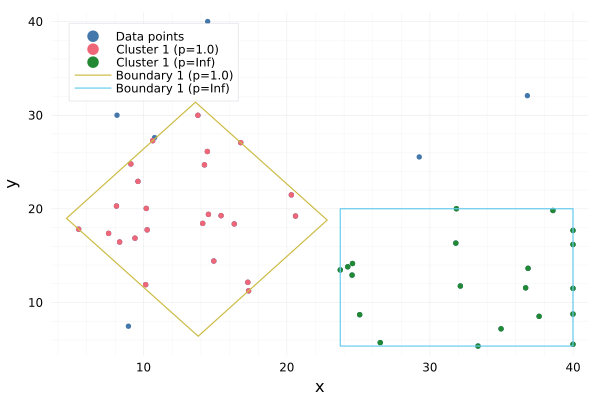 40
30
20
10
y
Data points
Cluster 1 (p=1.0)
Cluster 1 (p=Inf)
Boundary 1 (p=1.0)
Boundary 1 (p=Inf)
10 20 30 40
x